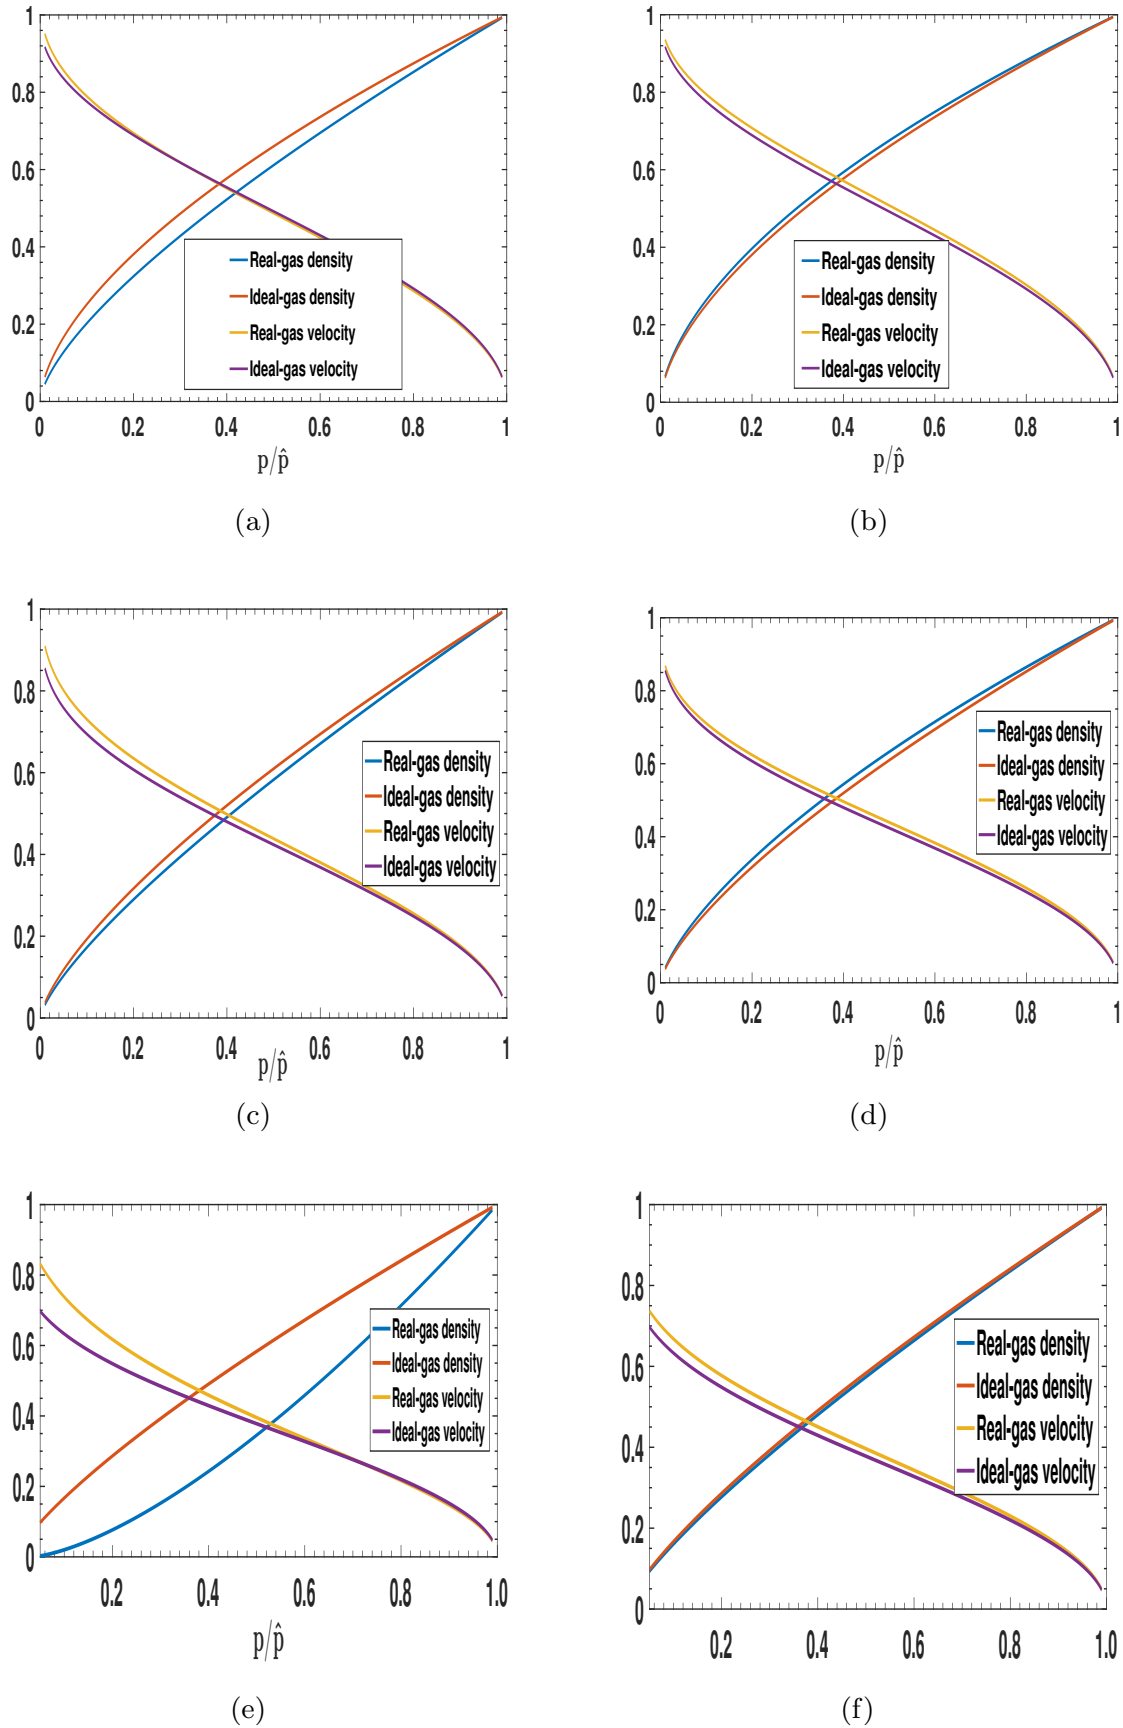 1
0.8
0.6
0.4
0.2
0
Real-gas density
Ideal-gas density
Real-gas velocity
Ideal-gas velocity
0 0.2 0.4 0.6 0.8 1
p/p̂
(a)
1
0.8
0.6
0.4
0.2
0
Real-gas density
Ideal-gas density
Real-gas velocity
Ideal-gas velocity
0 0.2 0.4 0.6 0.8 1
p/p̂
(b)
1
0.8
0.6
0.4
0.2
0
Real-gas density
Ideal-gas density
Real-gas velocity
Ideal-gas velocity
0 0.2 0.4 0.6 0.8 1
p/p̂
(c)
1
0.8
0.6
0.4
0.2
0
Real-gas density
Ideal-gas density
Real-gas velocity
Ideal-gas velocity
0 0.2 0.4 0.6 0.8 1
p/p̂
(d)
1
0.8
0.6
0.4
0.2
0
Real-gas density
Ideal-gas density
Real-gas velocity
Ideal-gas velocity
0.2 0.4 0.6 0.8 1.0
p/p̂
(e)
1
0.8
0.6
0.4
0.2
0
Real-gas density
Ideal-gas density
Real-gas velocity
Ideal-gas velocity
0.2 0.4 0.6 0.8 1.0
(f)